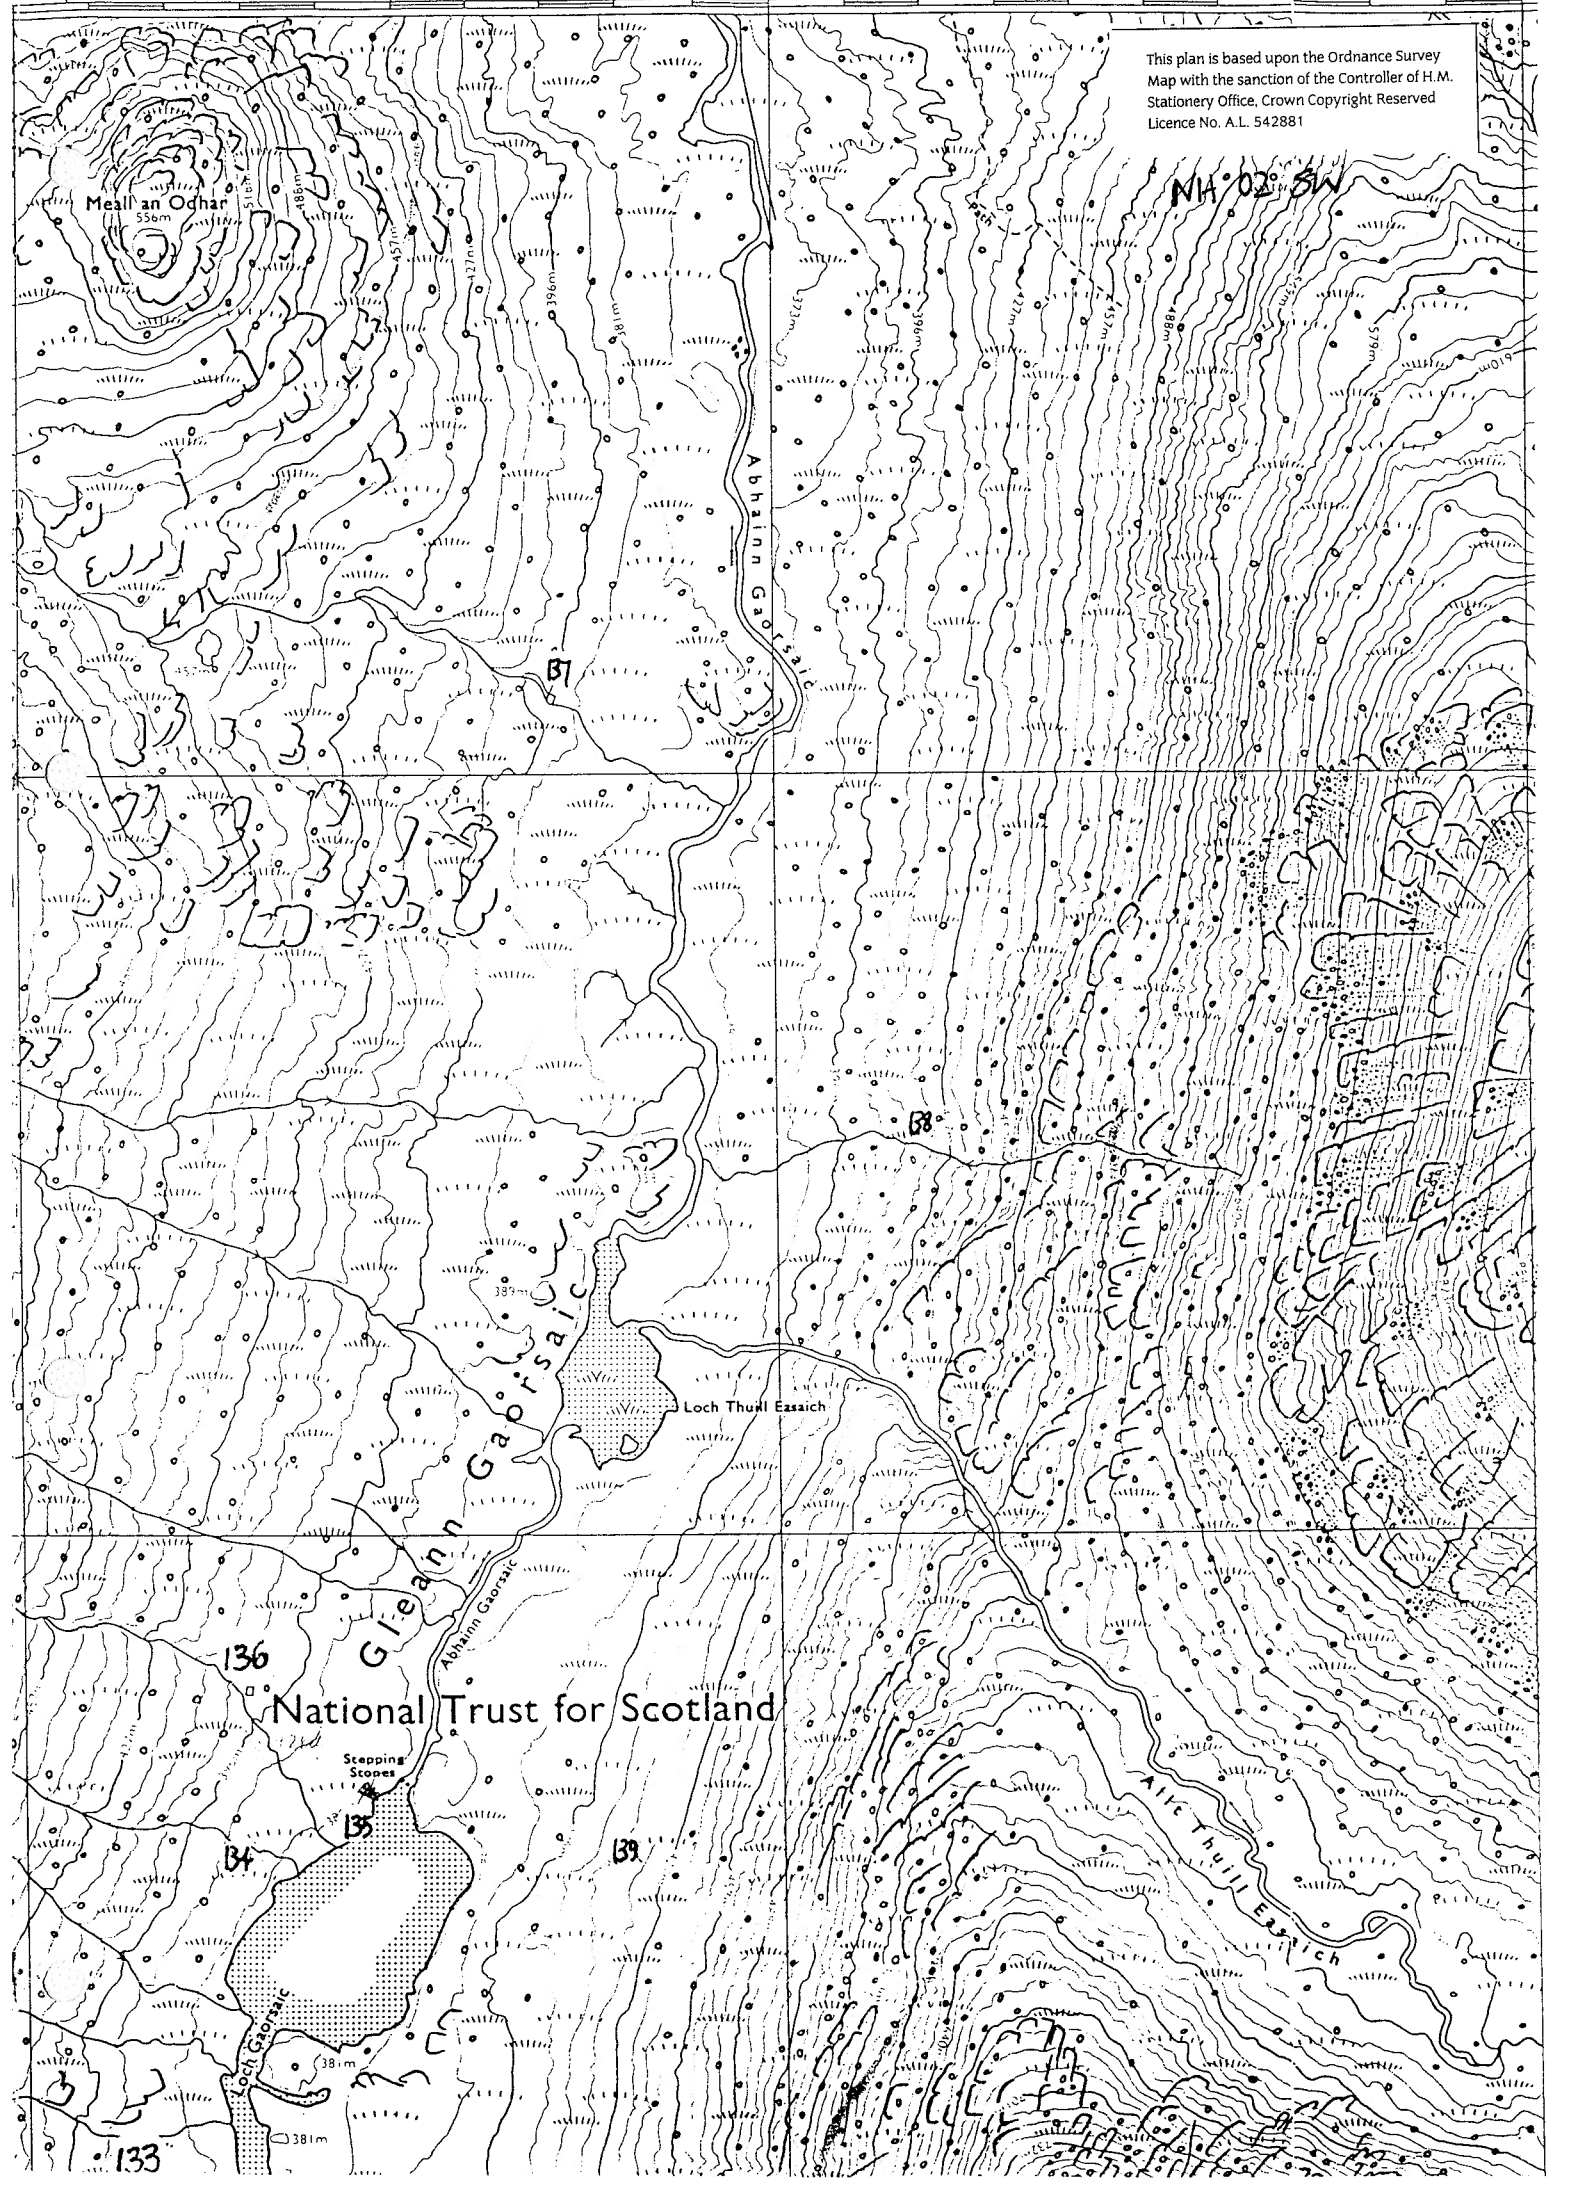 This plan is based upon the Ordnance Survey
Map with the sanction of the Controller of H.M.
Stationery Office, Crown Copyright Reserved
Licence No. A.L. 542881
NH 02 SW
Meall an Odhar
556m
486m
457m
427m
396m
381m
396m
427m
457m
488m
579m
610m
Path
Abhainn Gaorsaic
137
138
383m
Loch Thuill Easaich
Gleann Gaorsaic
Abhainn Gaorsaic
136
National Trust for Scotland
Stepping
Stones
135
134
139
Allt Thuill Easaich
Loch Gaorsaic
381m
381m
133